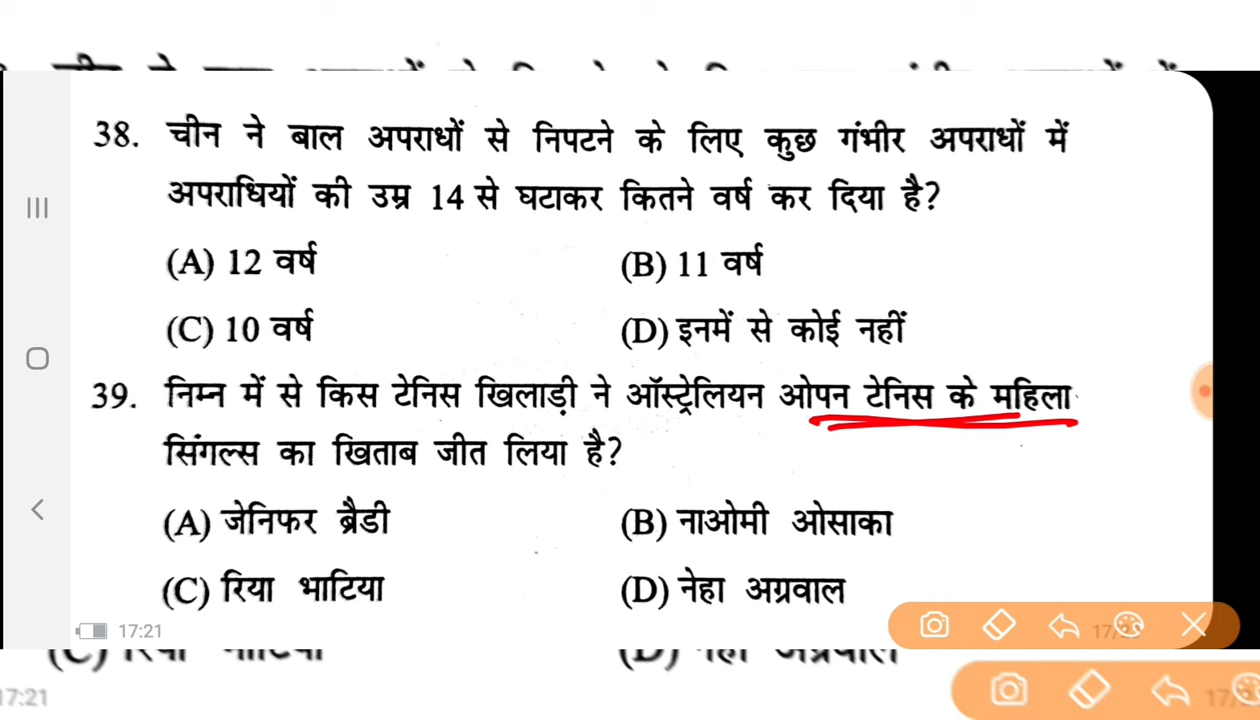 38. चीन ने बाल अपराधों से निपटने के लिए कुछ गंभीर अपराधों में
अपराधियों की उम्र 14 से घटाकर कितने वर्ष कर दिया है?
(A) 12 वर्ष (B) 11 वर्ष
(C) 10 वर्ष (D) इनमें से कोई नहीं
39. निम्न में से किस टेनिस खिलाड़ी ने ऑस्ट्रेलियन ओपन टेनिस के महिला
सिंगल्स का खिताब जीत लिया है?
(A) जेनिफर ब्रैडी (B) नाओमी ओसाका
(C) रिया भाटिया (D) नेहा अग्रवाल
17:21
17:21